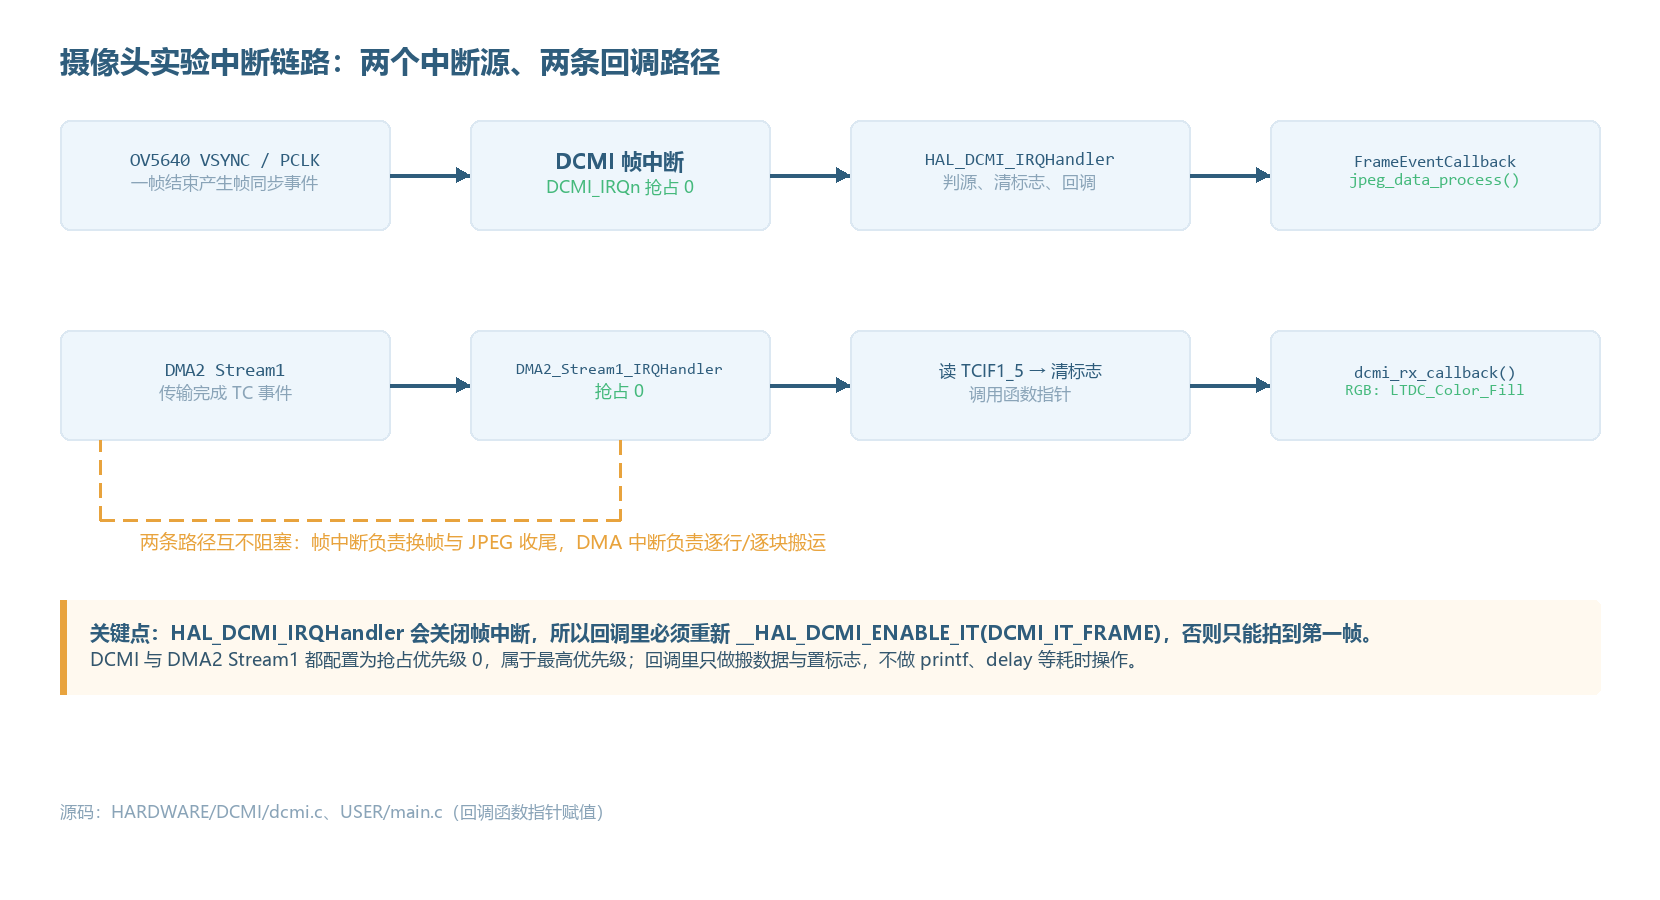 摄像头实验中断链路：两个中断源、两条回调路径
OV5640 VSYNC / PCLK
一帧结束产生帧同步事件
DCMI 帧中断
DCMI_IRQn 抢占 0
HAL_DCMI_IRQHandler
判源、清标志、回调
FrameEventCallback
jpeg_data_process()
DMA2 Stream1
传输完成 TC 事件
DMA2_Stream1_IRQHandler
抢占 0
读 TCIF1_5 → 清标志
调用函数指针
dcmi_rx_callback()
RGB: LTDC_Color_Fill
两条路径互不阻塞：帧中断负责换帧与 JPEG 收尾，DMA 中断负责逐行/逐块搬运
关键点：HAL_DCMI_IRQHandler 会关闭帧中断，所以回调里必须重新 __HAL_DCMI_ENABLE_IT(DCMI_IT_FRAME)，否则只能拍到第一帧。
DCMI 与 DMA2 Stream1 都配置为抢占优先级 0，属于最高优先级；回调里只做搬数据与置标志，不做 printf、delay 等耗时操作。
源码：HARDWARE/DCMI/dcmi.c、USER/main.c（回调函数指针赋值）